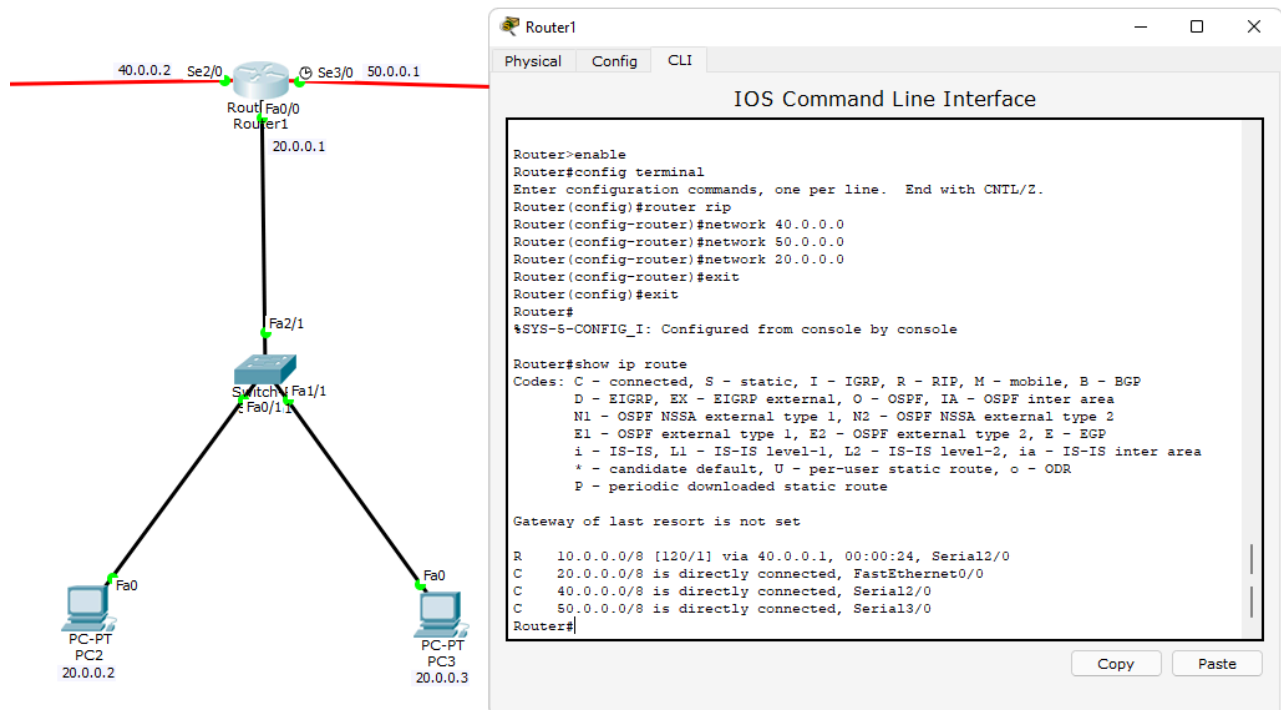 Router1
Physical Config CLI
IOS Command Line Interface
Router>enable
Router#config terminal
Enter configuration commands, one per line.  End with CNTL/Z.
Router(config)#router rip
Router(config-router)#network 40.0.0.0
Router(config-router)#network 50.0.0.0
Router(config-router)#network 20.0.0.0
Router(config-router)#exit
Router(config)#exit
Router#
%SYS-5-CONFIG_I: Configured from console by console
Router#show ip route
Codes: C - connected, S - static, I - IGRP, R - RIP, M - mobile, B - BGP
D - EIGRP, EX - EIGRP external, O - OSPF, IA - OSPF inter area
N1 - OSPF NSSA external type 1, N2 - OSPF NSSA external type 2
E1 - OSPF external type 1, E2 - OSPF external type 2, E - EGP
i - IS-IS, L1 - IS-IS level-1, L2 - IS-IS level-2, ia - IS-IS inter area
* - candidate default, U - per-user static route, o - ODR
P - periodic downloaded static route
Gateway of last resort is not set
R 10.0.0.0/8 [120/1] via 40.0.0.1, 00:00:24, Serial2/0
C 20.0.0.0/8 is directly connected, FastEthernet0/0
C 40.0.0.0/8 is directly connected, Serial2/0
C 50.0.0.0/8 is directly connected, Serial3/0
Router#
Copy Paste
40.0.0.2 Se2/0 Se3/0 50.0.0.1
Rout Fa0/0
Router1
20.0.0.1
Fa2/1
Switch Fa1/1
Fa0/1
Fa0
Fa0
PC-PT
PC2
20.0.0.2
PC-PT
PC3
20.0.0.3